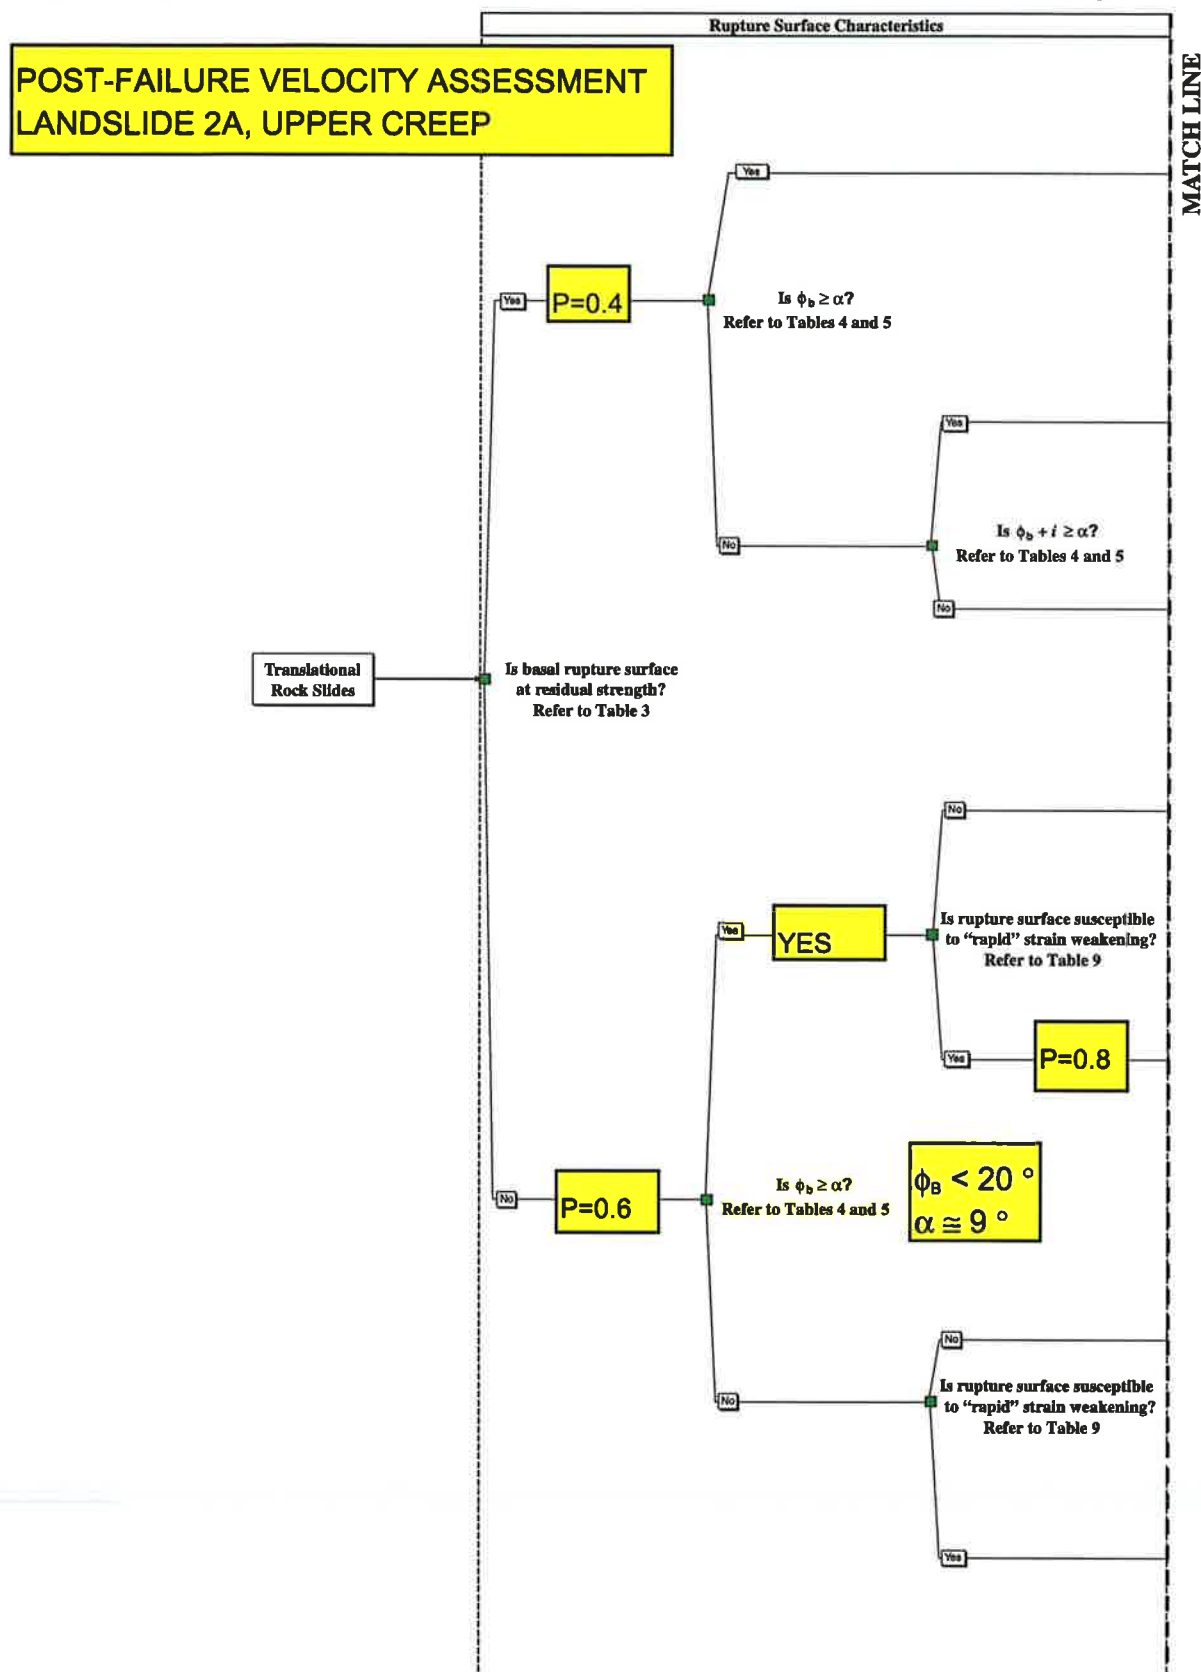 Rupture Surface Characteristics
POST-FAILURE VELOCITY ASSESSMENT
LANDSLIDE 2A, UPPER CREEP
MATCH LINE
Yes
Yes
P=0.4
Is ϕb ≥ α?
Refer to Tables 4 and 5
Yes
Is ϕb + i ≥ α?
Refer to Tables 4 and 5
No
No
Translational
Rock Slides
Is basal rupture surface
at residual strength?
Refer to Table 3
No
Yes
YES
Is rupture surface susceptible
to “rapid” strain weakening?
Refer to Table 9
Yes
P=0.8
No
P=0.6
Is ϕb ≥ α?
Refer to Tables 4 and 5
ϕB < 20 °
α ≅ 9 °
No
No
Is rupture surface susceptible
to “rapid” strain weakening?
Refer to Table 9
Yes